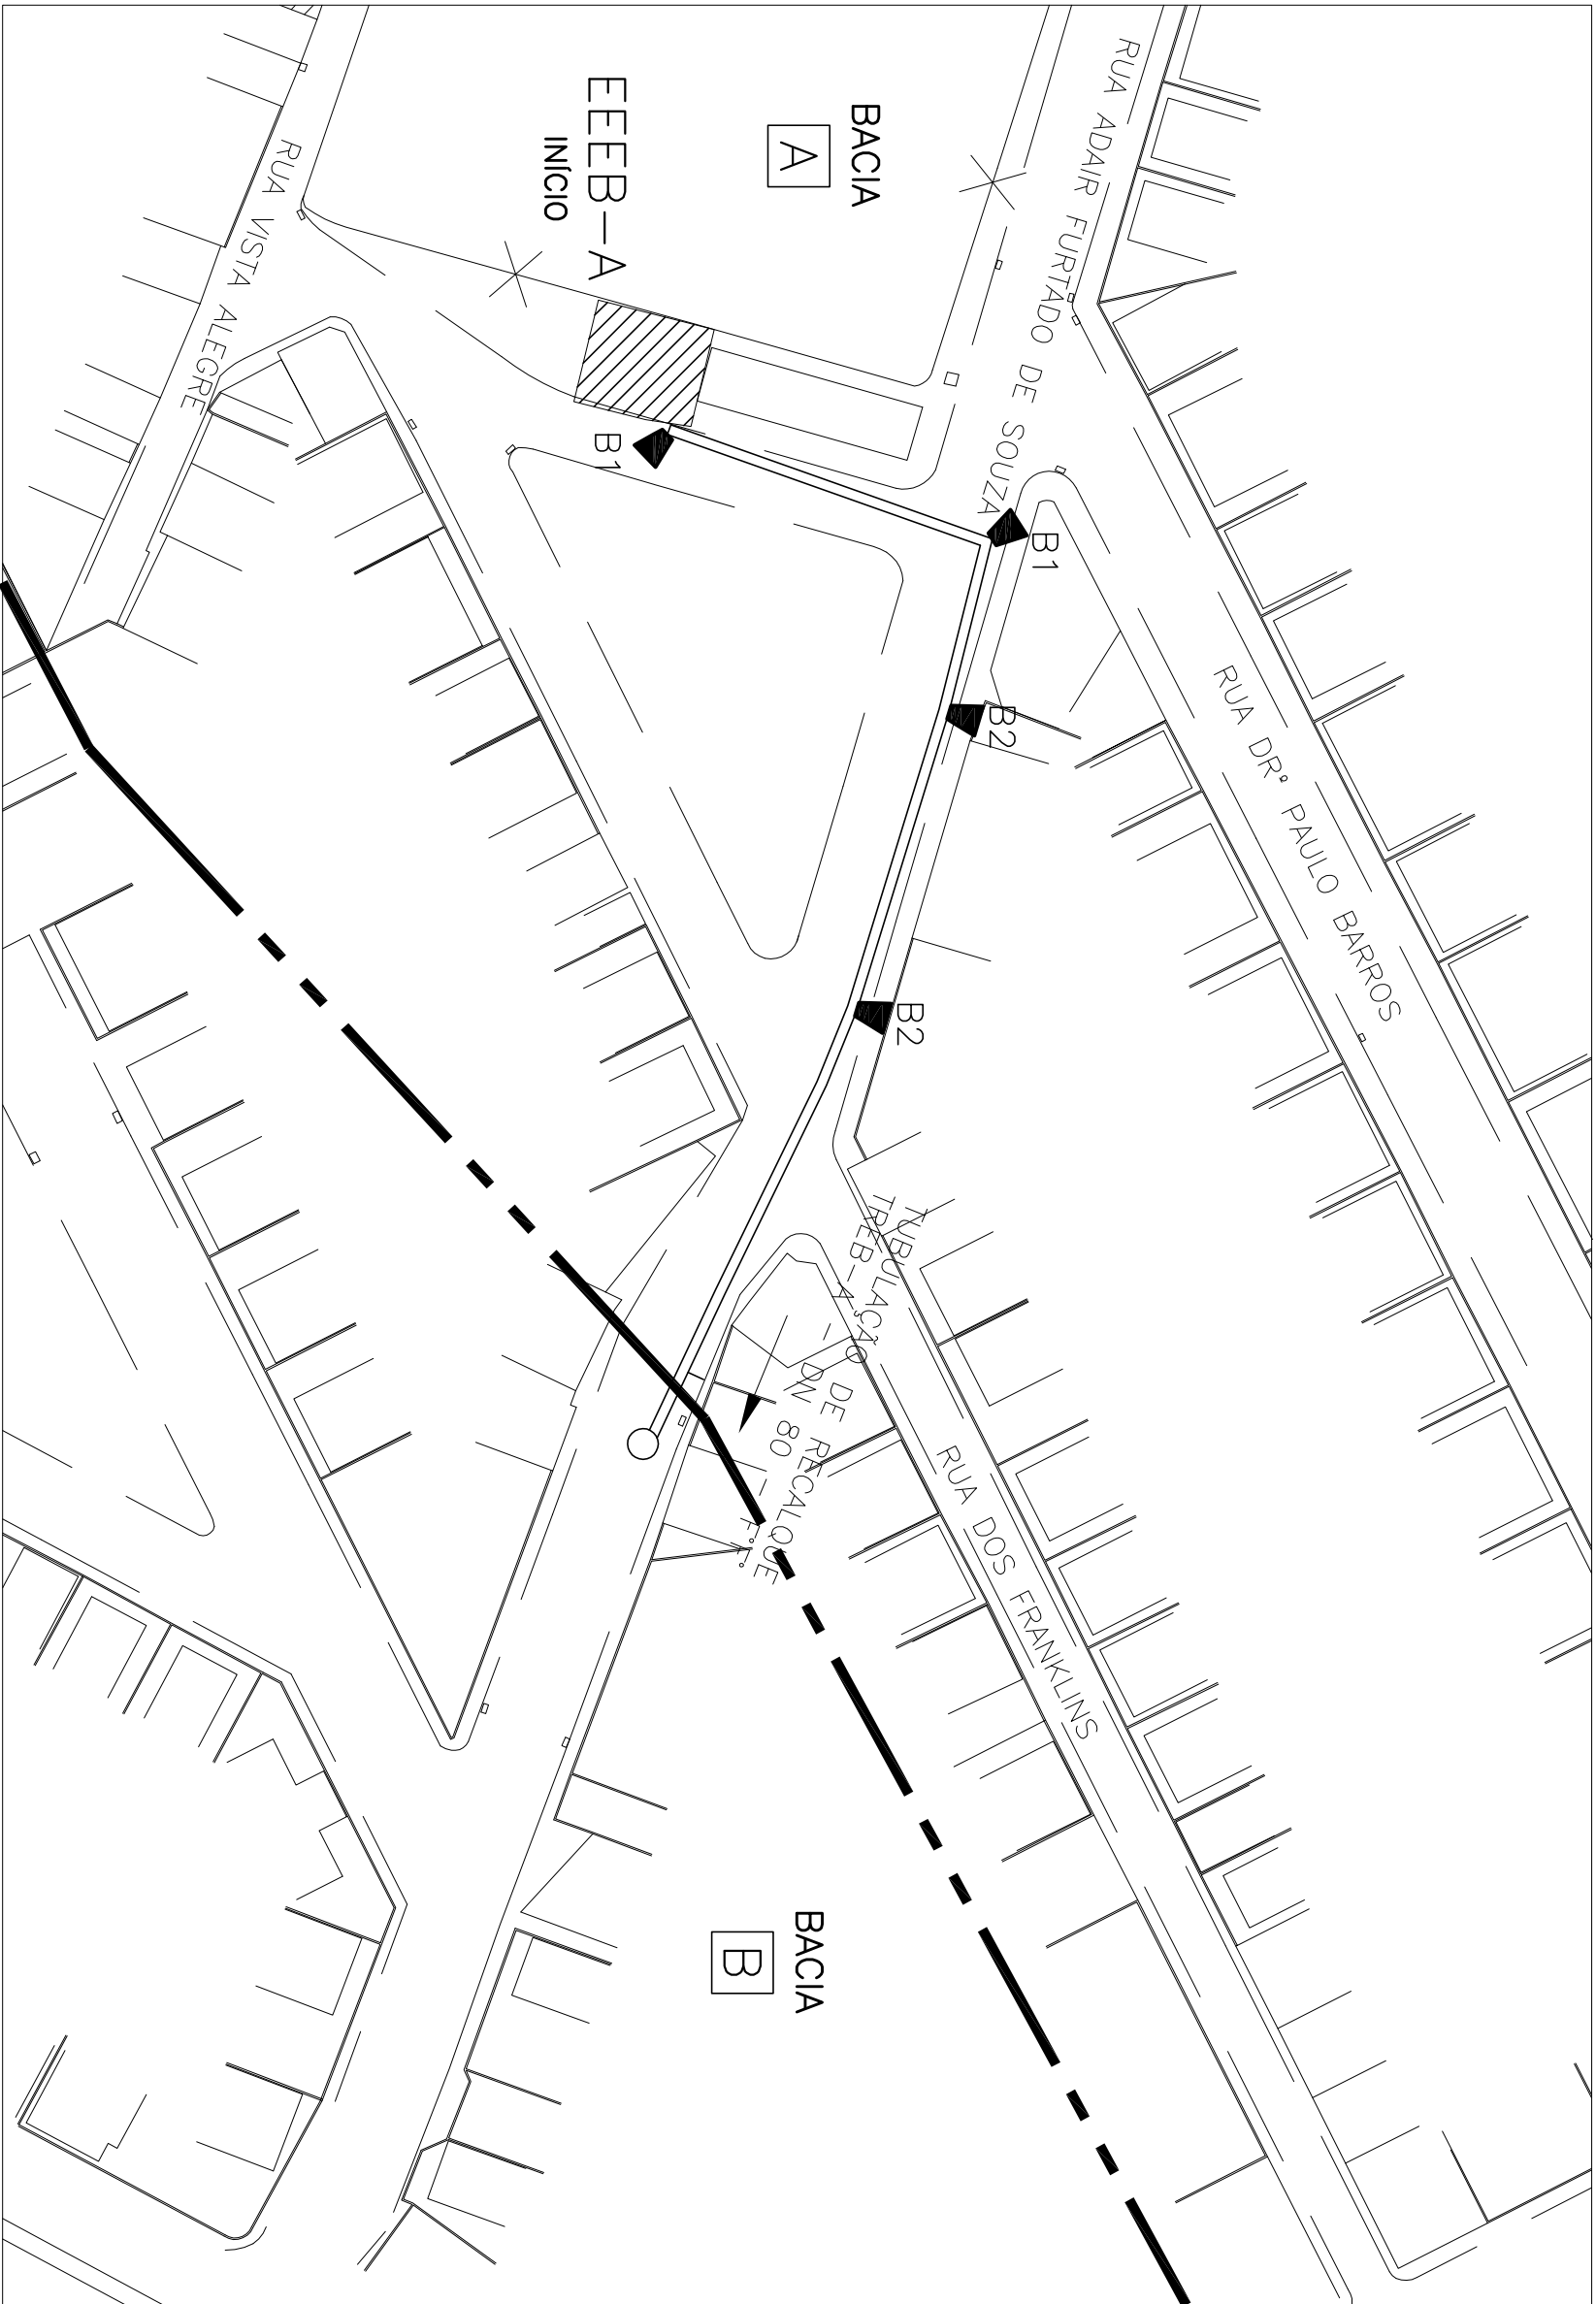 RUA ADAIR FURTADO DE SOUZA
BACIA
A
EEEB-A
INÍCIO
RUA VISTA ALEGRE
B1
B1
B2
RUA DRº PAULO BARROS
B2
TUBULAÇÃO DE RECALQUE
TREB-A - DN 80 - F.F.
RUA DOS FRANKLINS
BACIA
B